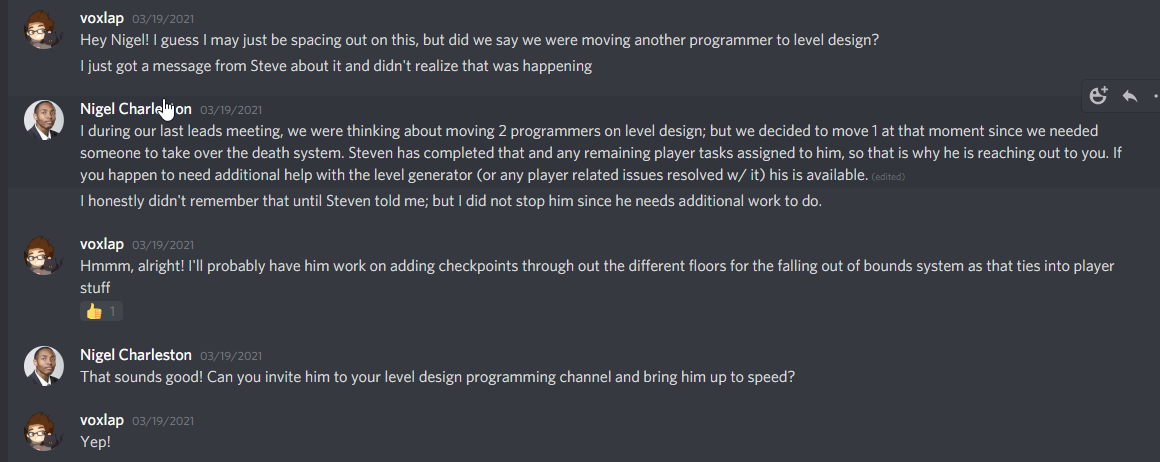 voxlap 03/19/2021
Hey Nigel! I guess I may just be spacing out on this, but did we say we were moving another programmer to level design?
I just got a message from Steve about it and didn't realize that was happening
Nigel Charleston 03/19/2021
I during our last leads meeting, we were thinking about moving 2 programmers on level design; but we decided to move 1 at that moment since we needed
someone to take over the death system. Steven has completed that and any remaining player tasks assigned to him, so that is why he is reaching out to you. If
you happen to need additional help with the level generator (or any player related issues resolved w/ it) his is available. (edited)
I honestly didn't remember that until Steven told me; but I did not stop him since he needs additional work to do.
voxlap 03/19/2021
Hmmm, alright! I'll probably have him work on adding checkpoints through out the different floors for the falling out of bounds system as that ties into player
stuff
👍 1
Nigel Charleston 03/19/2021
That sounds good! Can you invite him to your level design programming channel and bring him up to speed?
voxlap 03/19/2021
Yep!